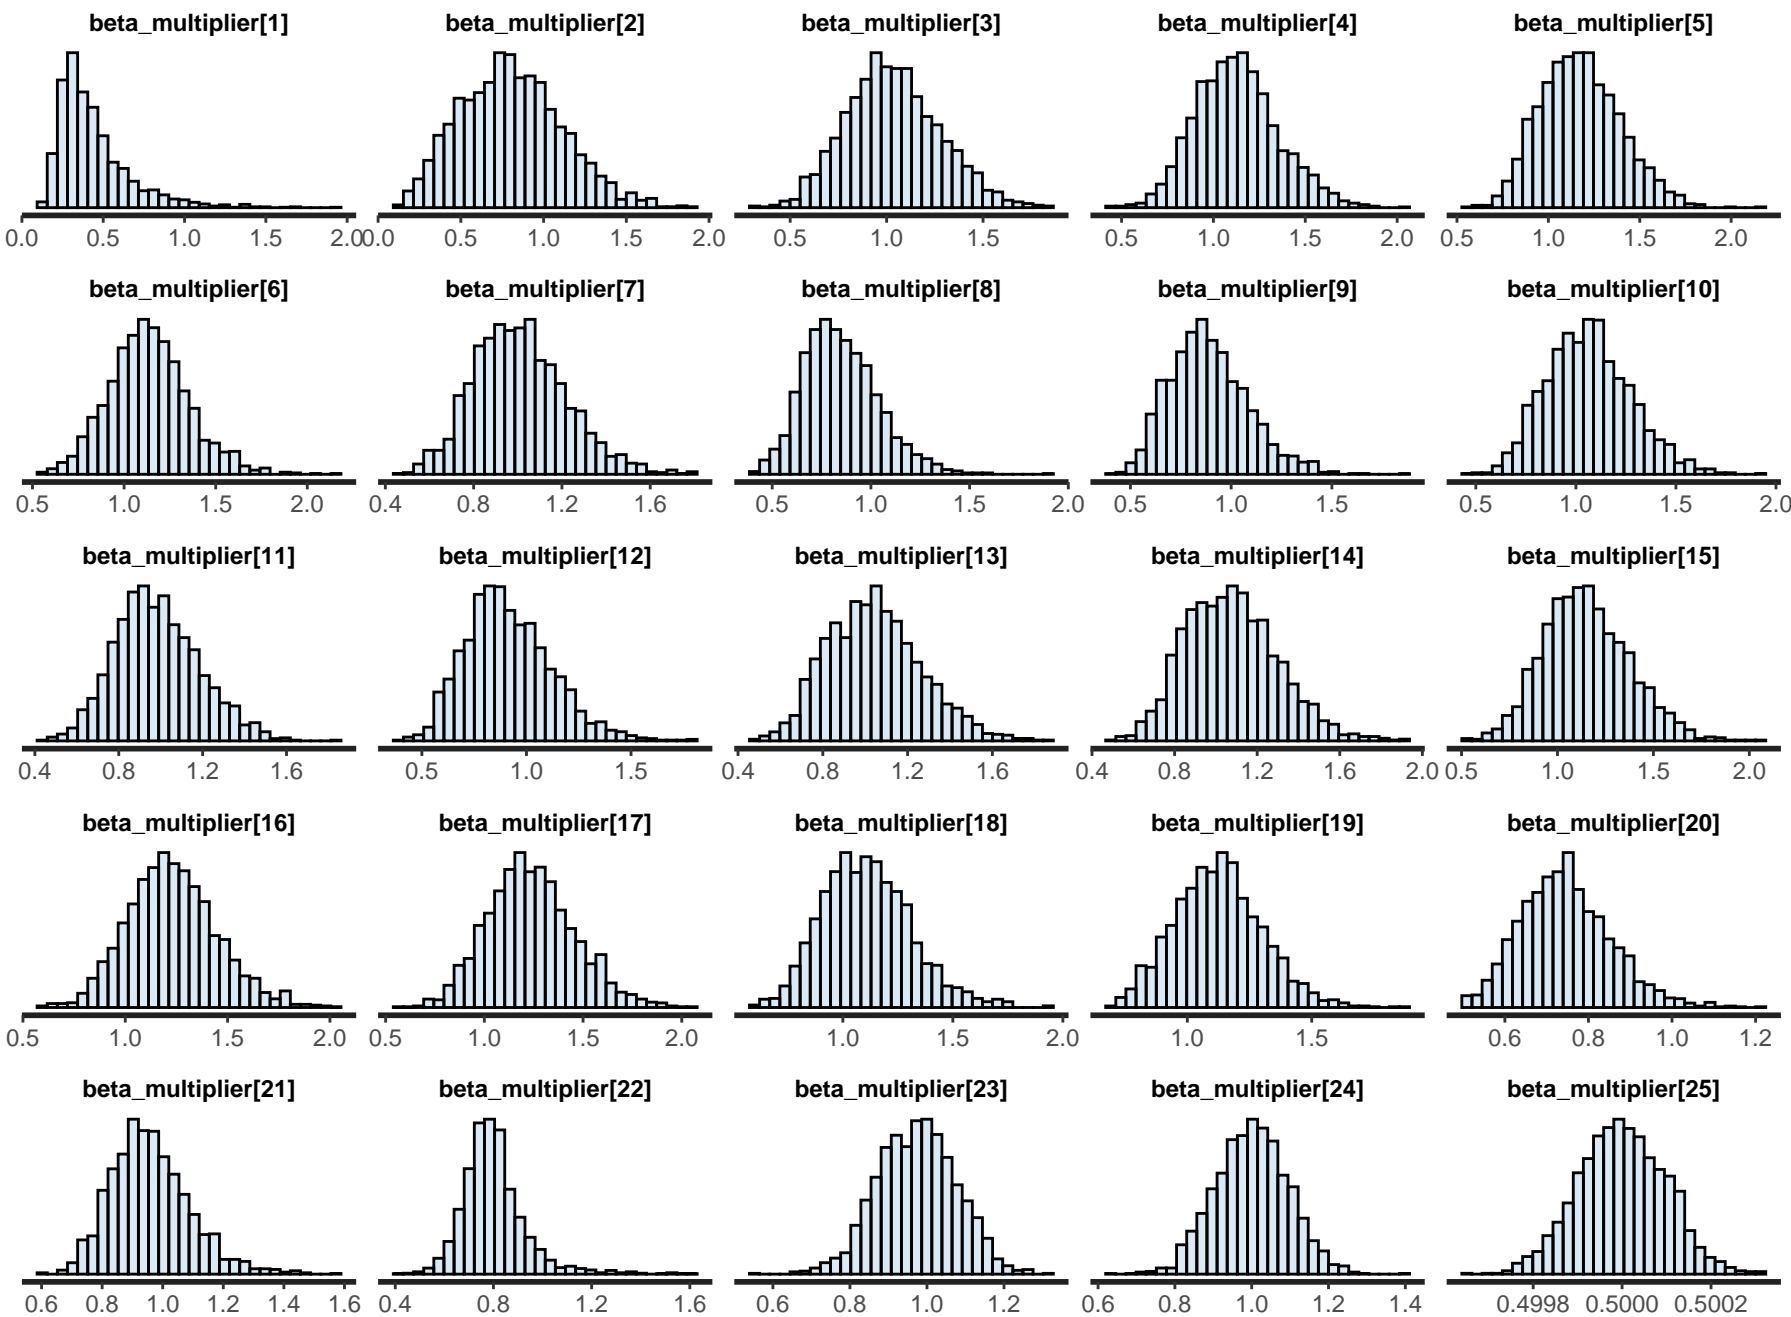 beta_multiplier[1] beta_multiplier[2] beta_multiplier[3] beta_multiplier[4] beta_multiplier[5]
0.0 0.5 1.0 1.5 2.0 0.0 0.5 1.0 1.5 2.0 0.5 1.0 1.5 0.5 1.0 1.5 2.0 0.5 1.0 1.5 2.0
beta_multiplier[6] beta_multiplier[7] beta_multiplier[8] beta_multiplier[9] beta_multiplier[10]
0.5 1.0 1.5 2.0 0.4 0.8 1.2 1.6 0.5 1.0 1.5 2.0 0.5 1.0 1.5 0.5 1.0 1.5 2.0
beta_multiplier[11] beta_multiplier[12] beta_multiplier[13] beta_multiplier[14] beta_multiplier[15]
0.4 0.8 1.2 1.6 0.5 1.0 1.5 0.4 0.8 1.2 1.6 0.4 0.8 1.2 1.6 2.0 0.5 1.0 1.5 2.0
beta_multiplier[16] beta_multiplier[17] beta_multiplier[18] beta_multiplier[19] beta_multiplier[20]
0.5 1.0 1.5 2.0 0.5 1.0 1.5 2.0 1.0 1.5 2.0 1.0 1.5 0.6 0.8 1.0 1.2
beta_multiplier[21] beta_multiplier[22] beta_multiplier[23] beta_multiplier[24] beta_multiplier[25]
0.6 0.8 1.0 1.2 1.4 1.6 0.4 0.8 1.2 1.6 0.6 0.8 1.0 1.2 0.6 0.8 1.0 1.2 1.4 0.4998 0.5000 0.5002